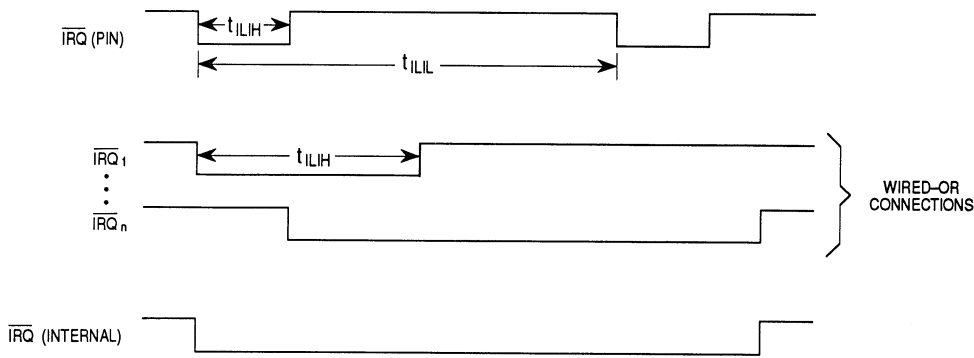 IRQ (PIN)
tILIH
tILIL
IRQ1
tILIH
IRQn
WIRED–OR
CONNECTIONS
IRQ (INTERNAL)